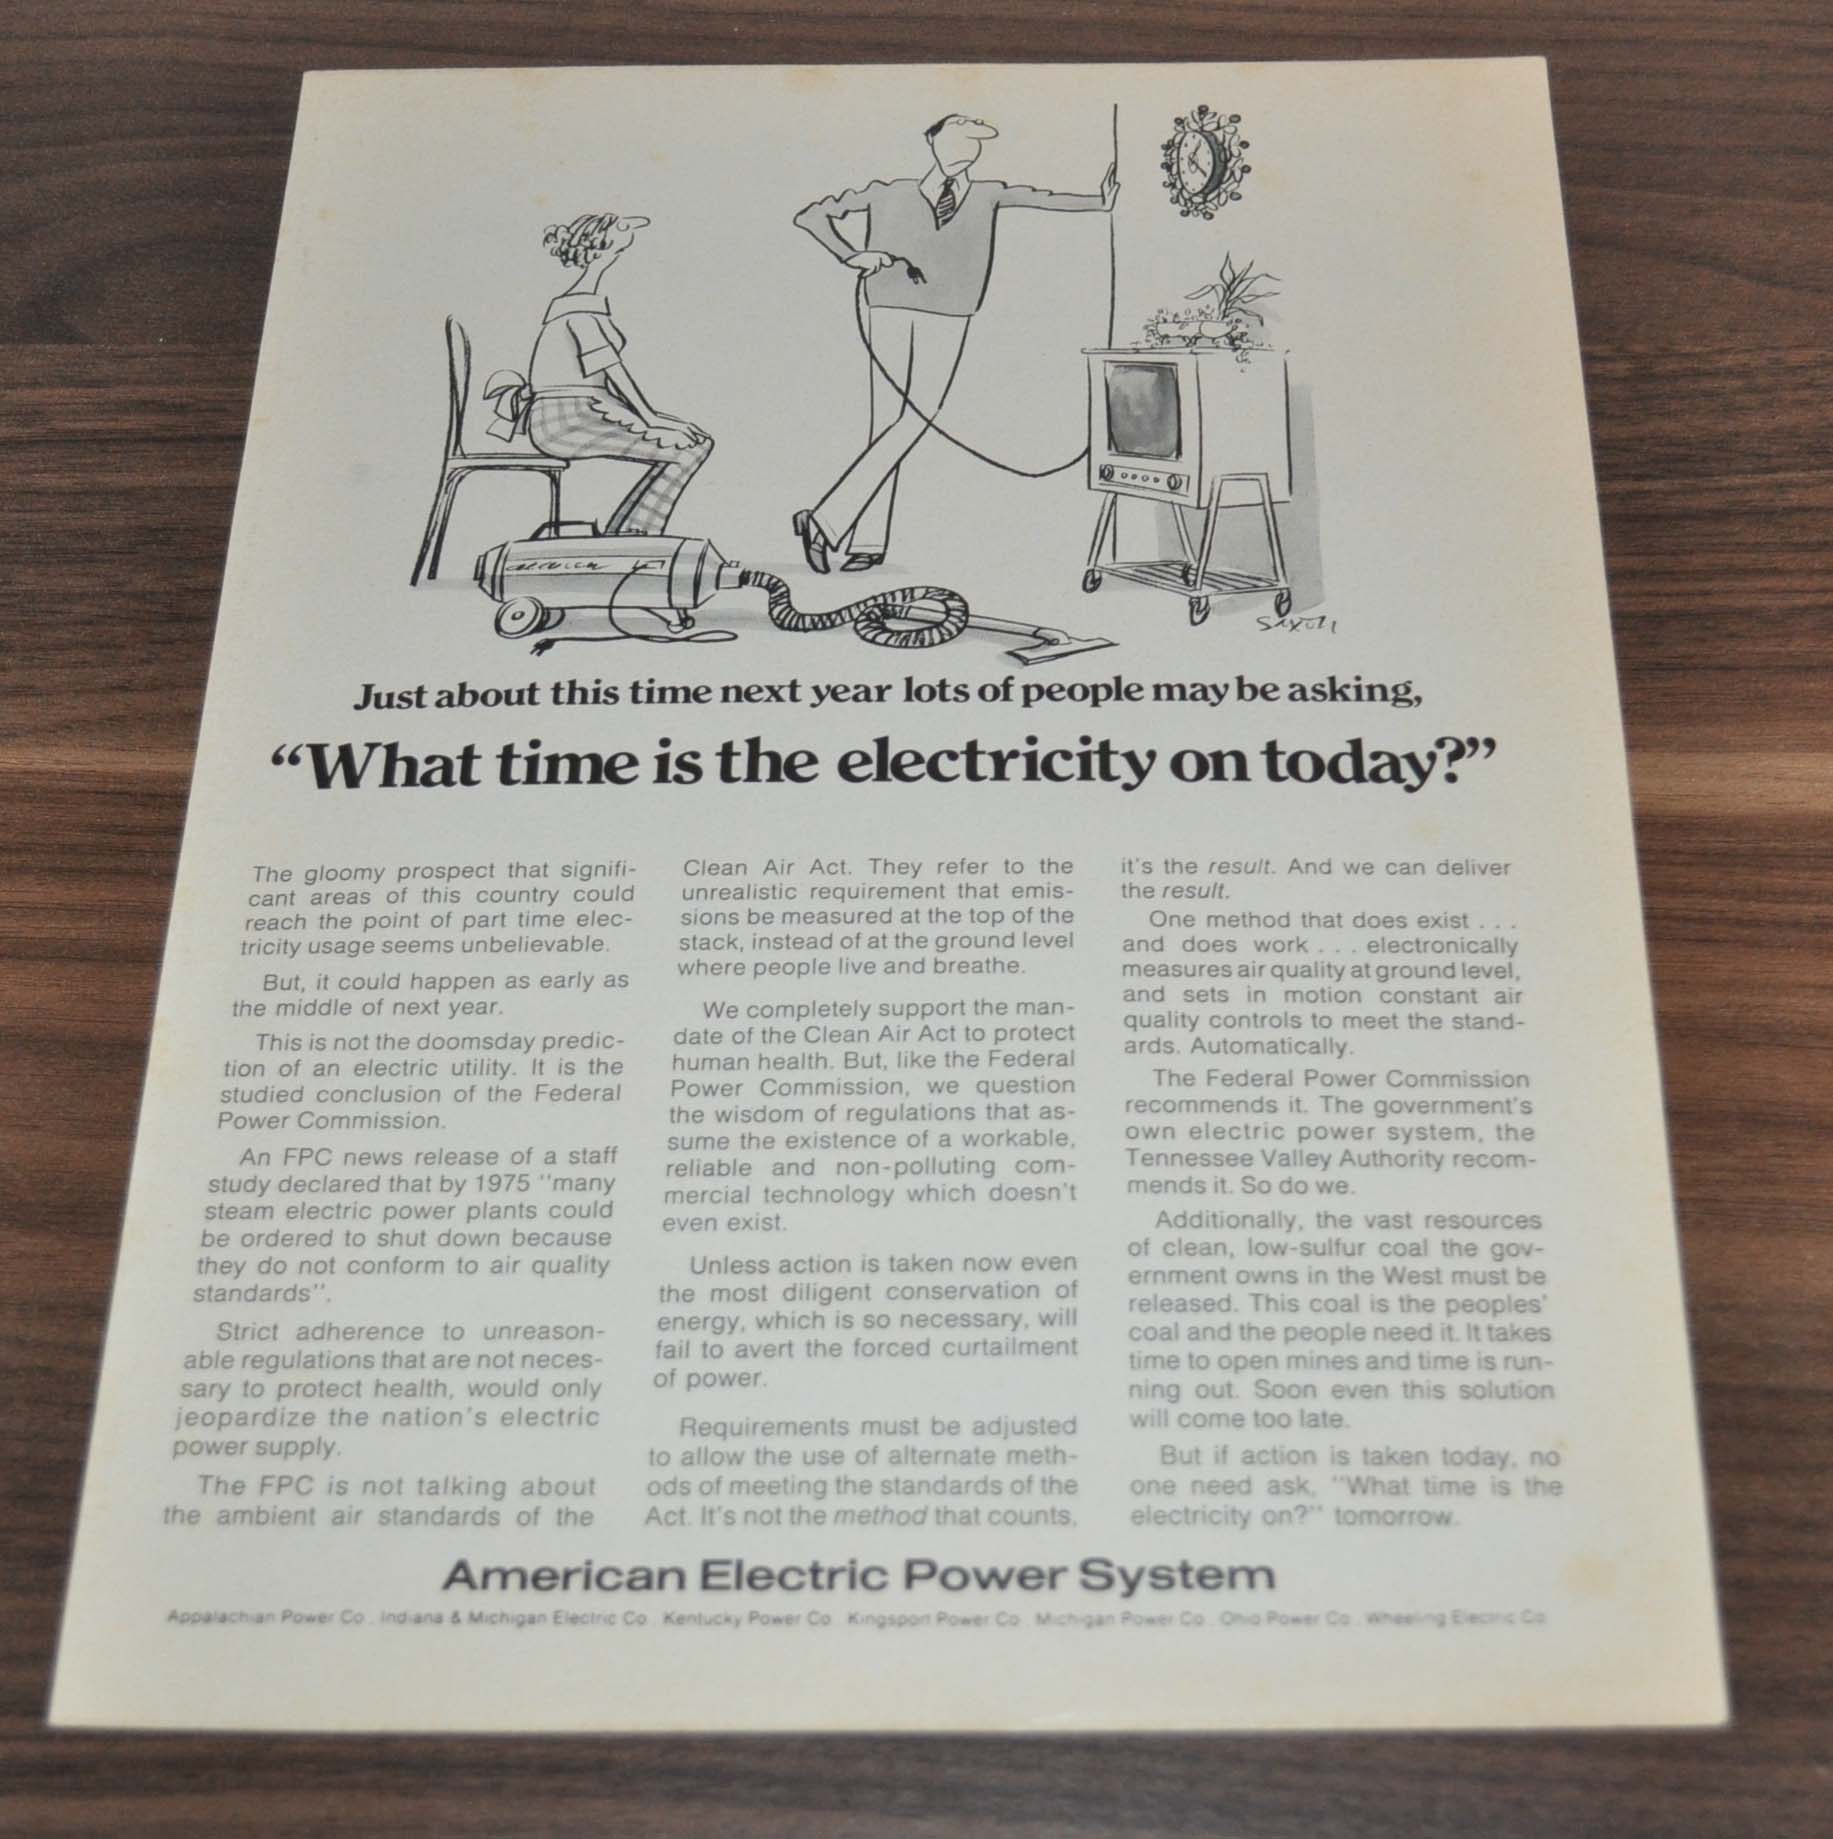 SAXON
Just about this time next year lots of people may be asking,
“What time is the electricity on today?”
The gloomy prospect that signifi-
cant areas of this country could
reach the point of part time elec-
tricity usage seems unbelievable.
But, it could happen as early as
the middle of next year.
This is not the doomsday predic-
tion of an electric utility. It is the
studied conclusion of the Federal
Power Commission.
An FPC news release of a staff
study declared that by 1975 "many
steam electric power plants could
be ordered to shut down because
they do not conform to air quality
standards".
Strict adherence to unreason-
able regulations that are not neces-
sary to protect health, would only
jeopardize the nation's electric
power supply.
The FPC is not talking about
the ambient air standards of the
Clean Air Act. They refer to the
unrealistic requirement that emis-
sions be measured at the top of the
stack, instead of at the ground level
where people live and breathe.
We completely support the man-
date of the Clean Air Act to protect
human health. But, like the Federal
Power Commission, we question
the wisdom of regulations that as-
sume the existence of a workable,
reliable and non-polluting com-
mercial technology which doesn't
even exist.
Unless action is taken now even
the most diligent conservation of
energy, which is so necessary, will
fail to avert the forced curtailment
of power.
Requirements must be adjusted
to allow the use of alternate meth-
ods of meeting the standards of the
Act. It's not the method that counts,
it's the result. And we can deliver
the result.
One method that does exist . . .
and does work . . . electronically
measures air quality at ground level,
and sets in motion constant air
quality controls to meet the stand-
ards. Automatically.
The Federal Power Commission
recommends it. The government's
own electric power system, the
Tennessee Valley Authority recom-
mends it. So do we.
Additionally, the vast resources
of clean, low-sulfur coal the gov-
ernment owns in the West must be
released. This coal is the peoples'
coal and the people need it. It takes
time to open mines and time is run-
ning out. Soon even this solution
will come too late.
But if action is taken today, no
one need ask, "What time is the
electricity on?" tomorrow.
American Electric Power System
Appalachian Power Co., Indiana & Michigan Electric Co., Kentucky Power Co., Kingsport Power Co., Michigan Power Co., Ohio Power Co., Wheeling Electric Co.